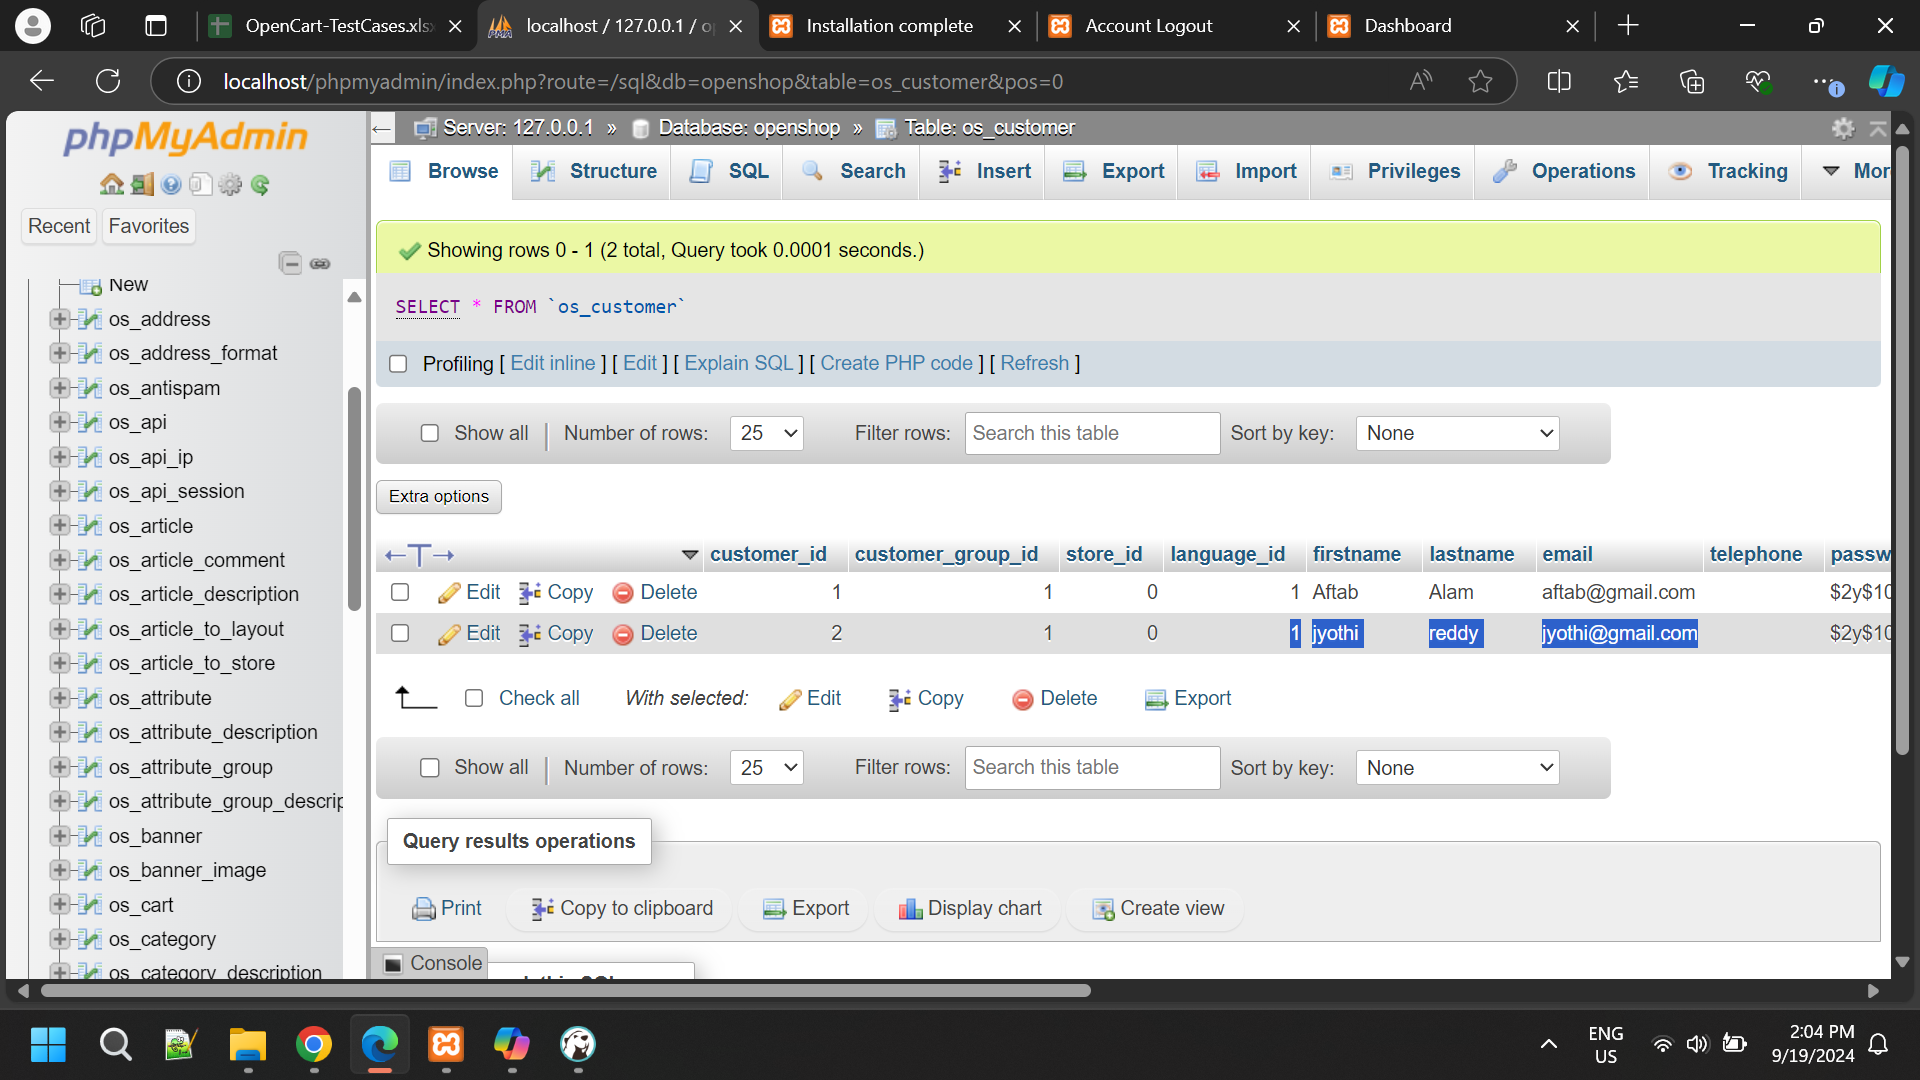 OpenCart-TestCases.xlsx
localhost / 127.0.0.1 / op
Installation complete
Account Logout
Dashboard
localhost/phpmyadmin/index.php?route=/sql&db=openshop&table=os_customer&pos=0
phpMyAdmin
Recent
Favorites
New
os_address
os_address_format
os_antispam
os_api
os_api_ip
os_api_session
os_article
os_article_comment
os_article_description
os_article_to_layout
os_article_to_store
os_attribute
os_attribute_description
os_attribute_group
os_attribute_group_descrip
os_banner
os_banner_image
os_cart
os_category
os_category_description
Server: 127.0.0.1 » Database: openshop » Table: os_customer
Browse Structure SQL Search Insert Export Import Privileges Operations Tracking Mor
Showing rows 0 - 1 (2 total, Query took 0.0001 seconds.)
SELECT * FROM `os_customer`
Profiling [ Edit inline ] [ Edit ] [ Explain SQL ] [ Create PHP code ] [ Refresh ]
Show all | Number of rows: 25 Filter rows: Search this table Sort by key: None
Extra options
customer_id customer_group_id store_id language_id firstname lastname email telephone passw
Edit Copy Delete 1 1 0 1 Aftab Alam aftab@gmail.com $2y$10
Edit Copy Delete 2 1 0 1 jyothi reddy jyothi@gmail.com $2y$10
Check all With selected: Edit Copy Delete Export
Show all | Number of rows: 25 Filter rows: Search this table Sort by key: None
Query results operations
Print Copy to clipboard Export Display chart Create view
Console
ENG
US
2:04 PM
9/19/2024